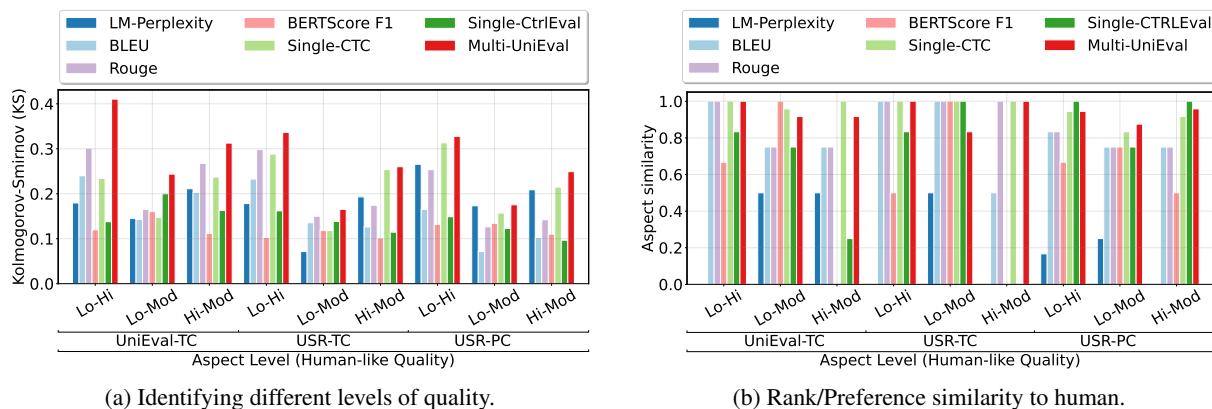 LM-Perplexity
BLEU
Rouge
BERTScore F1
Single-CTC
Single-CtrlEval
Multi-UniEval
Kolmogorov-Smirnov (KS)
0.4
0.3
0.2
0.1
0.0
Lo-Hi Lo-Mod Hi-Mod Lo-Hi Lo-Mod Hi-Mod Lo-Hi Lo-Mod Hi-Mod
UniEval-TC USR-TC USR-PC
Aspect Level (Human-like Quality)
(a) Identifying different levels of quality.
LM-Perplexity
BLEU
Rouge
BERTScore F1
Single-CTC
Single-CTRLEval
Multi-UniEval
Aspect similarity
1.0
0.8
0.6
0.4
0.2
0.0
Lo-Hi Lo-Mod Hi-Mod Lo-Hi Lo-Mod Hi-Mod Lo-Hi Lo-Mod Hi-Mod
UniEval-TC USR-TC USR-PC
Aspect Level (Human-like Quality)
(b) Rank/Preference similarity to human.